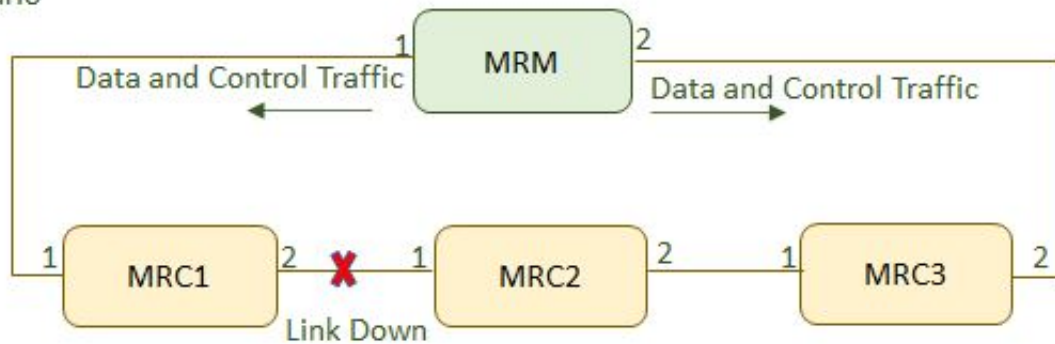 1 MRM 2
Data and Control Traffic
Data and Control Traffic
1 MRC1 2
1 MRC2 2
1 MRC3 2
Link Down